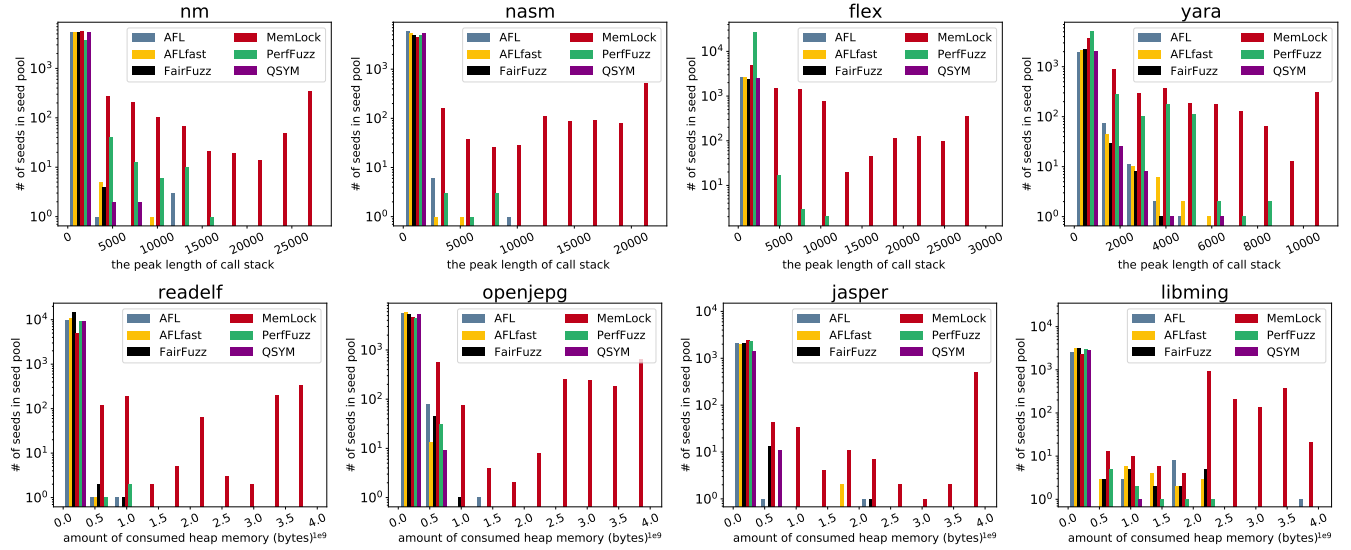 nm
# of seeds in seed pool
10³
10²
10¹
10⁰
AFL
AFLfast
FairFuzz
MemLock
PerfFuzz
QSYM
0 5000 10000 15000 20000 25000
the peak length of call stack
nasm
# of seeds in seed pool
10³
10²
10¹
10⁰
AFL
AFLfast
FairFuzz
MemLock
PerfFuzz
QSYM
0 5000 10000 15000 20000
the peak length of call stack
flex
# of seeds in seed pool
10⁴
10³
10²
10¹
AFL
AFLfast
FairFuzz
MemLock
PerfFuzz
QSYM
0 5000 10000 15000 20000 25000 30000
the peak length of call stack
yara
# of seeds in seed pool
10³
10²
10¹
10⁰
AFL
AFLfast
FairFuzz
MemLock
PerfFuzz
QSYM
0 2000 4000 6000 8000 10000
the peak length of call stack
readelf
# of seeds in seed pool
10⁴
10³
10²
10¹
10⁰
AFL
AFLfast
FairFuzz
MemLock
PerfFuzz
QSYM
0.0 0.5 1.0 1.5 2.0 2.5 3.0 3.5 4.0
amount of consumed heap memory (bytes) 1e9
openjepg
# of seeds in seed pool
10³
10²
10¹
10⁰
AFL
AFLfast
FairFuzz
MemLock
PerfFuzz
QSYM
0.0 0.5 1.0 1.5 2.0 2.5 3.0 3.5 4.0
amount of consumed heap memory (bytes) 1e9
jasper
# of seeds in seed pool
10⁴
10³
10²
10¹
10⁰
AFL
AFLfast
FairFuzz
MemLock
PerfFuzz
QSYM
0.0 0.5 1.0 1.5 2.0 2.5 3.0 3.5 4.0
amount of consumed heap memory (bytes) 1e9
libming
# of seeds in seed pool
10⁴
10³
10²
10¹
10⁰
AFL
AFLfast
FairFuzz
MemLock
PerfFuzz
QSYM
0.0 0.5 1.0 1.5 2.0 2.5 3.0 3.5 4.0
amount of consumed heap memory (bytes) 1e9